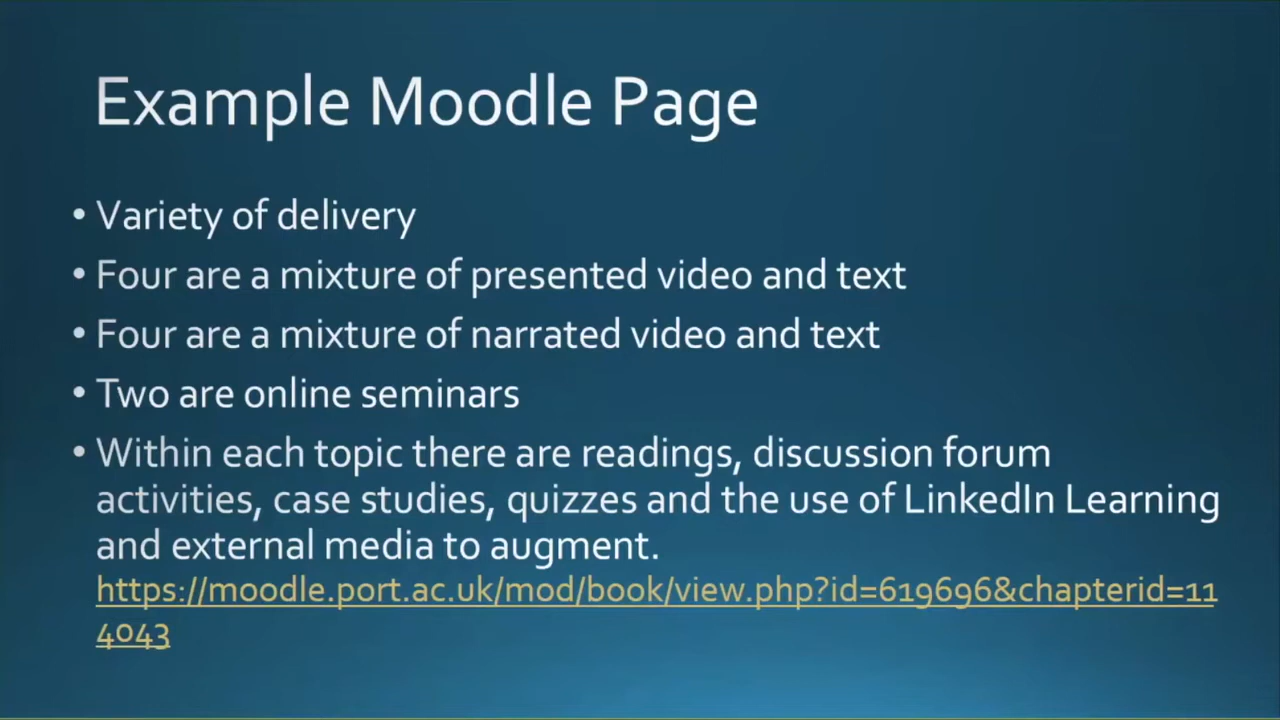 Example Moodle Page
• Variety of delivery
• Four are a mixture of presented video and text
• Four are a mixture of narrated video and text
• Two are online seminars
• Within each topic there are readings, discussion forum
activities, case studies, quizzes and the use of LinkedIn Learning
and external media to augment.
https://moodle.port.ac.uk/mod/book/view.php?id=619696&chapterid=11
4043